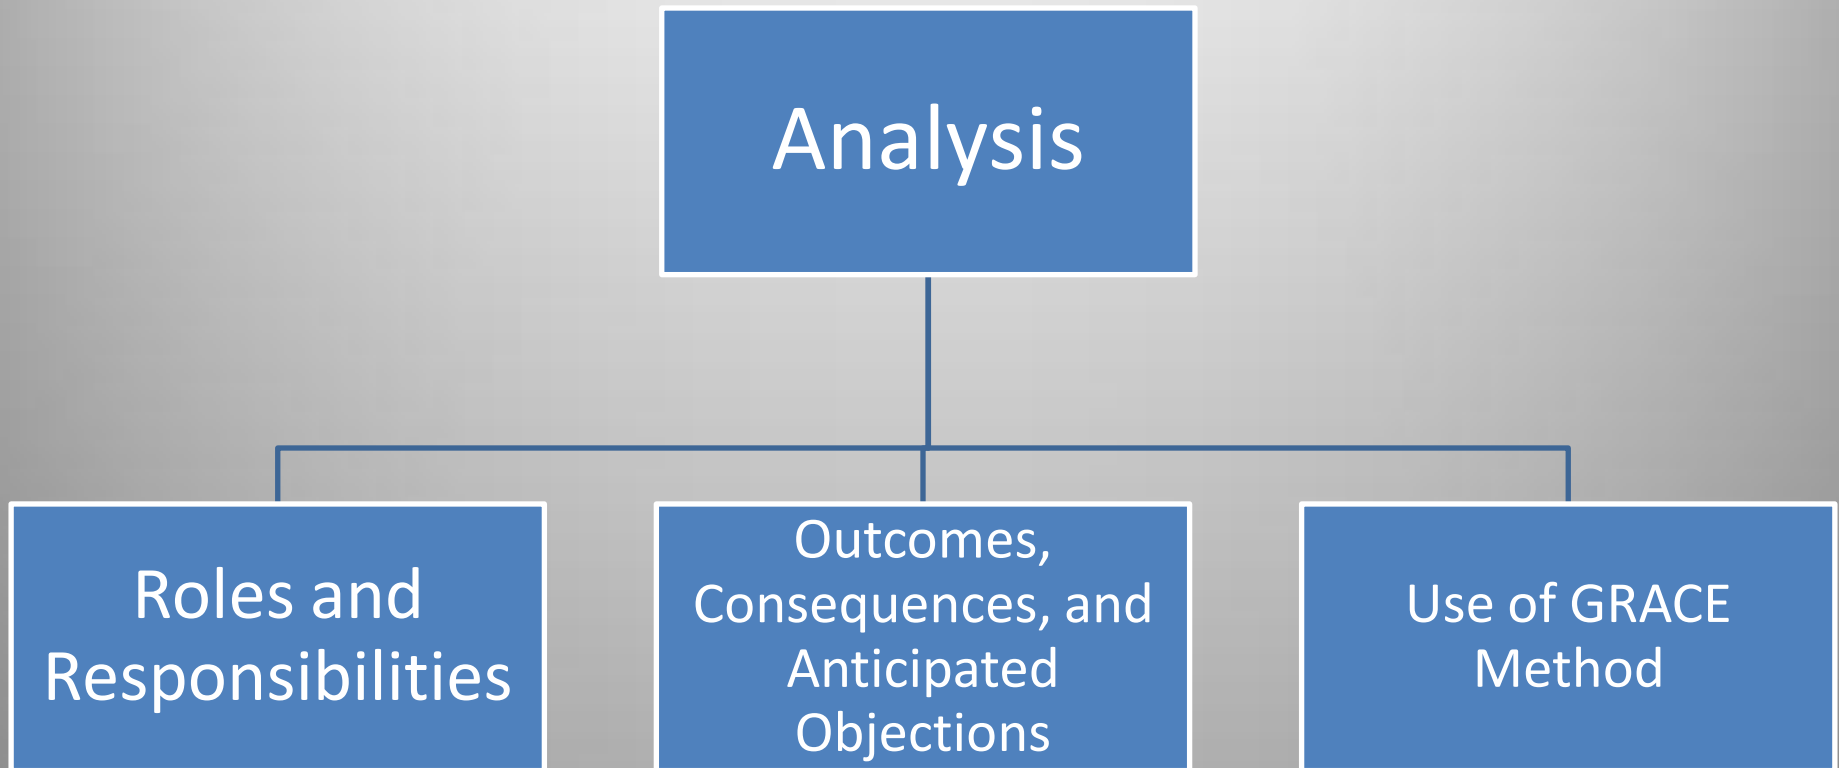 Analysis
Roles and
Responsibilities
Outcomes,
Consequences, and
Anticipated
Objections
Use of GRACE
Method